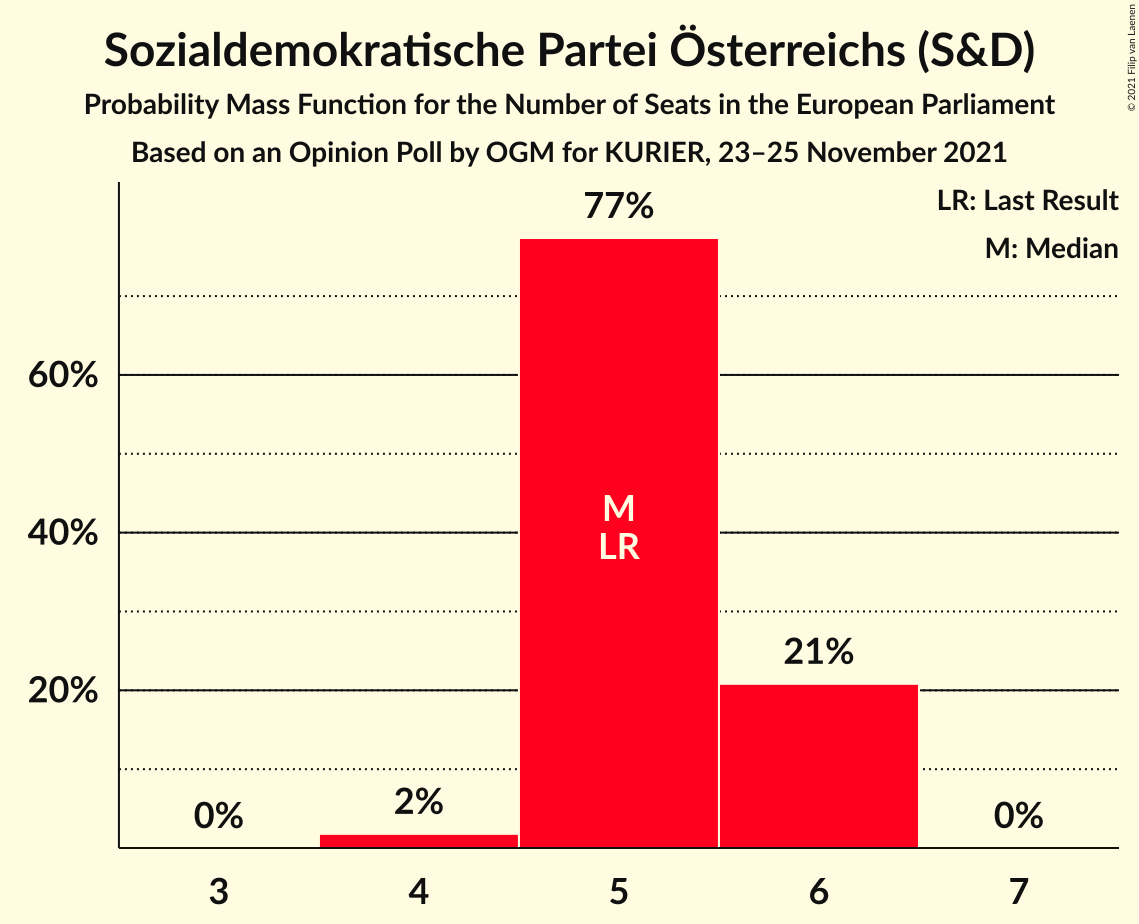 Sozialdemokratische Partei Österreichs (S&D)
Probability Mass Function for the Number of Seats in the European Parliament
Based on an Opinion Poll by OGM for KURIER, 23–25 November 2021
© 2021 Filip van Laenen
LR: Last Result
M: Median
77%
60%
40%
20%
M
LR
21%
2%
0%
0%
3
4
5
6
7